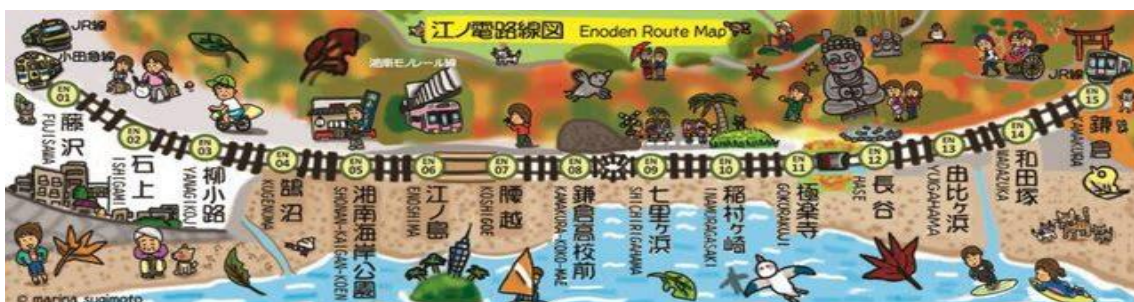 江ノ電路線図 Enoden Route Map
JR線
小田急線
湘南モノレール線
JR線
EN 01
藤沢
FUJISAWA
EN 02
石上
ISHIGAMI
EN 03
柳小路
YANAGIKOJI
EN 04
鵠沼
KUGENUMA
EN 05
湘南海岸公園
SHONAN-KAIGAN-KOEN
EN 06
江ノ島
ENOSHIMA
EN 07
腰越
KOSHIGOE
EN 08
鎌倉高校前
KAMAKURA-KOKO-MAE
EN 09
七里ヶ浜
SHICHIRIGAHAMA
EN 10
稲村ヶ崎
INAMURAGASAKI
EN 11
極楽寺
GOKURAKUJI
EN 12
長谷
HASE
EN 13
由比ヶ浜
YUIGAHAMA
EN 14
和田塚
WADAZUKA
EN 15
鎌倉
KAMAKURA
© marina sugimoto